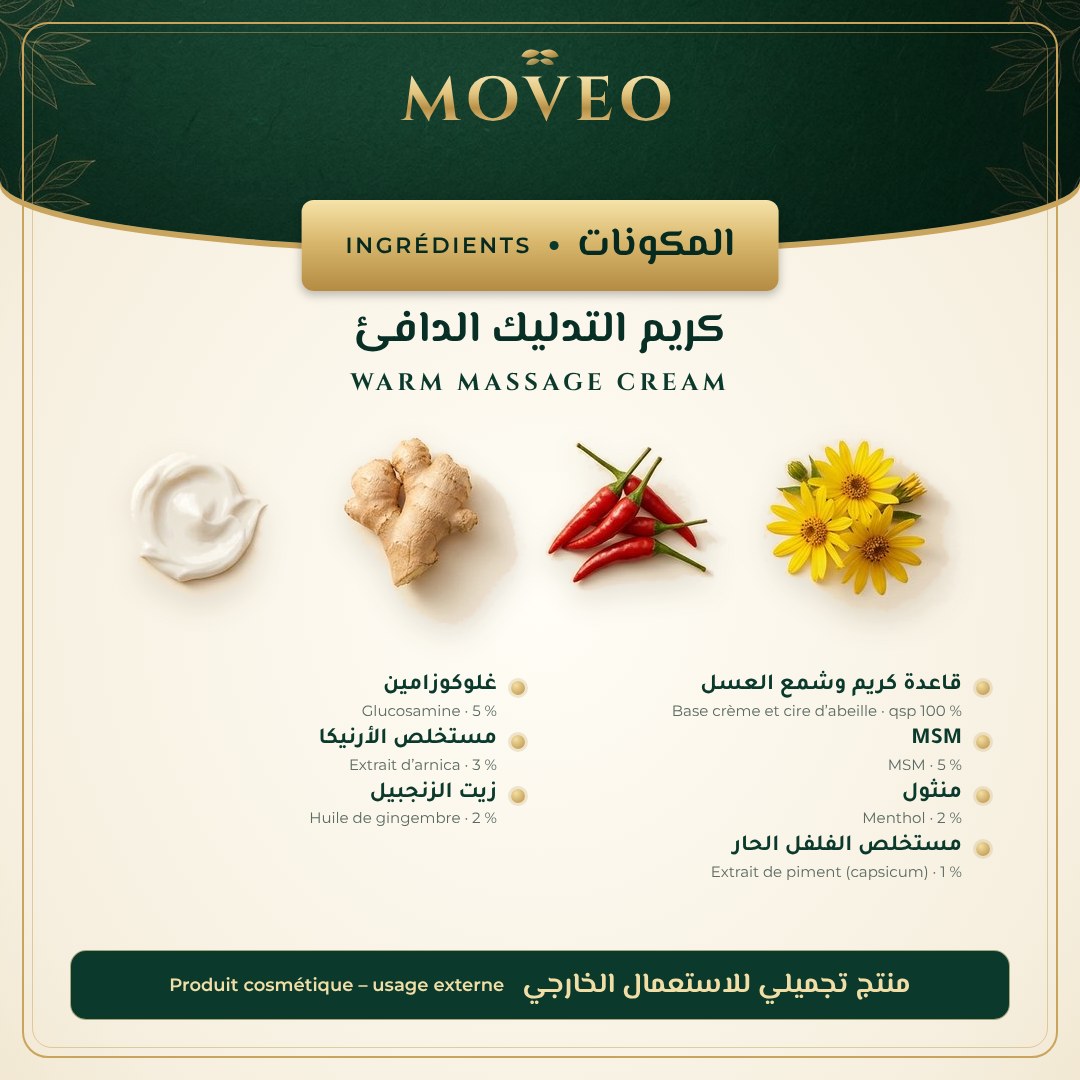 MOVEO
المكونات • INGRÉDIENTS
كريم التدليك الدافئ
WARM MASSAGE CREAM
قاعدة كريم وشمع العسل
Base crème et cire d’abeille · qsp 100 %
MSM
MSM · 5 %
منثول
Menthol · 2 %
مستخلص الفلفل الحار
Extrait de piment (capsicum) · 1 %
غلوكوزامين
Glucosamine · 5 %
مستخلص الأرنيكا
Extrait d’arnica · 3 %
زيت الزنجبيل
Huile de gingembre · 2 %
منتج تجميلي للاستعمال الخارجي Produit cosmétique – usage externe